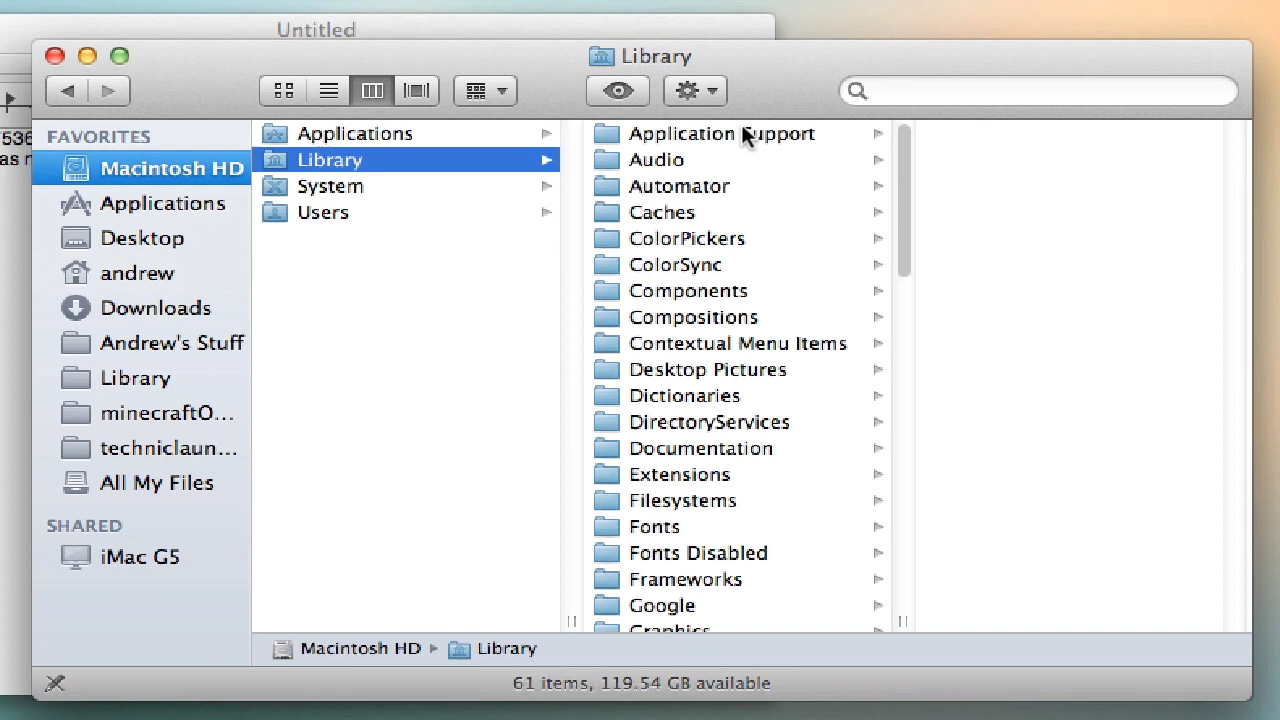 Untitled
Library
536
as n
FAVORITES
Macintosh HD
Applications
Desktop
andrew
Downloads
Andrew's Stuff
Library
minecraftO...
techniclaun...
All My Files
SHARED
iMac G5
Applications
Library
System
Users
Application Support
Audio
Automator
Caches
ColorPickers
ColorSync
Components
Compositions
Contextual Menu Items
Desktop Pictures
Dictionaries
DirectoryServices
Documentation
Extensions
Filesystems
Fonts
Fonts Disabled
Frameworks
Google
Graphics
Macintosh HD ▸ Library
61 items, 119.54 GB available